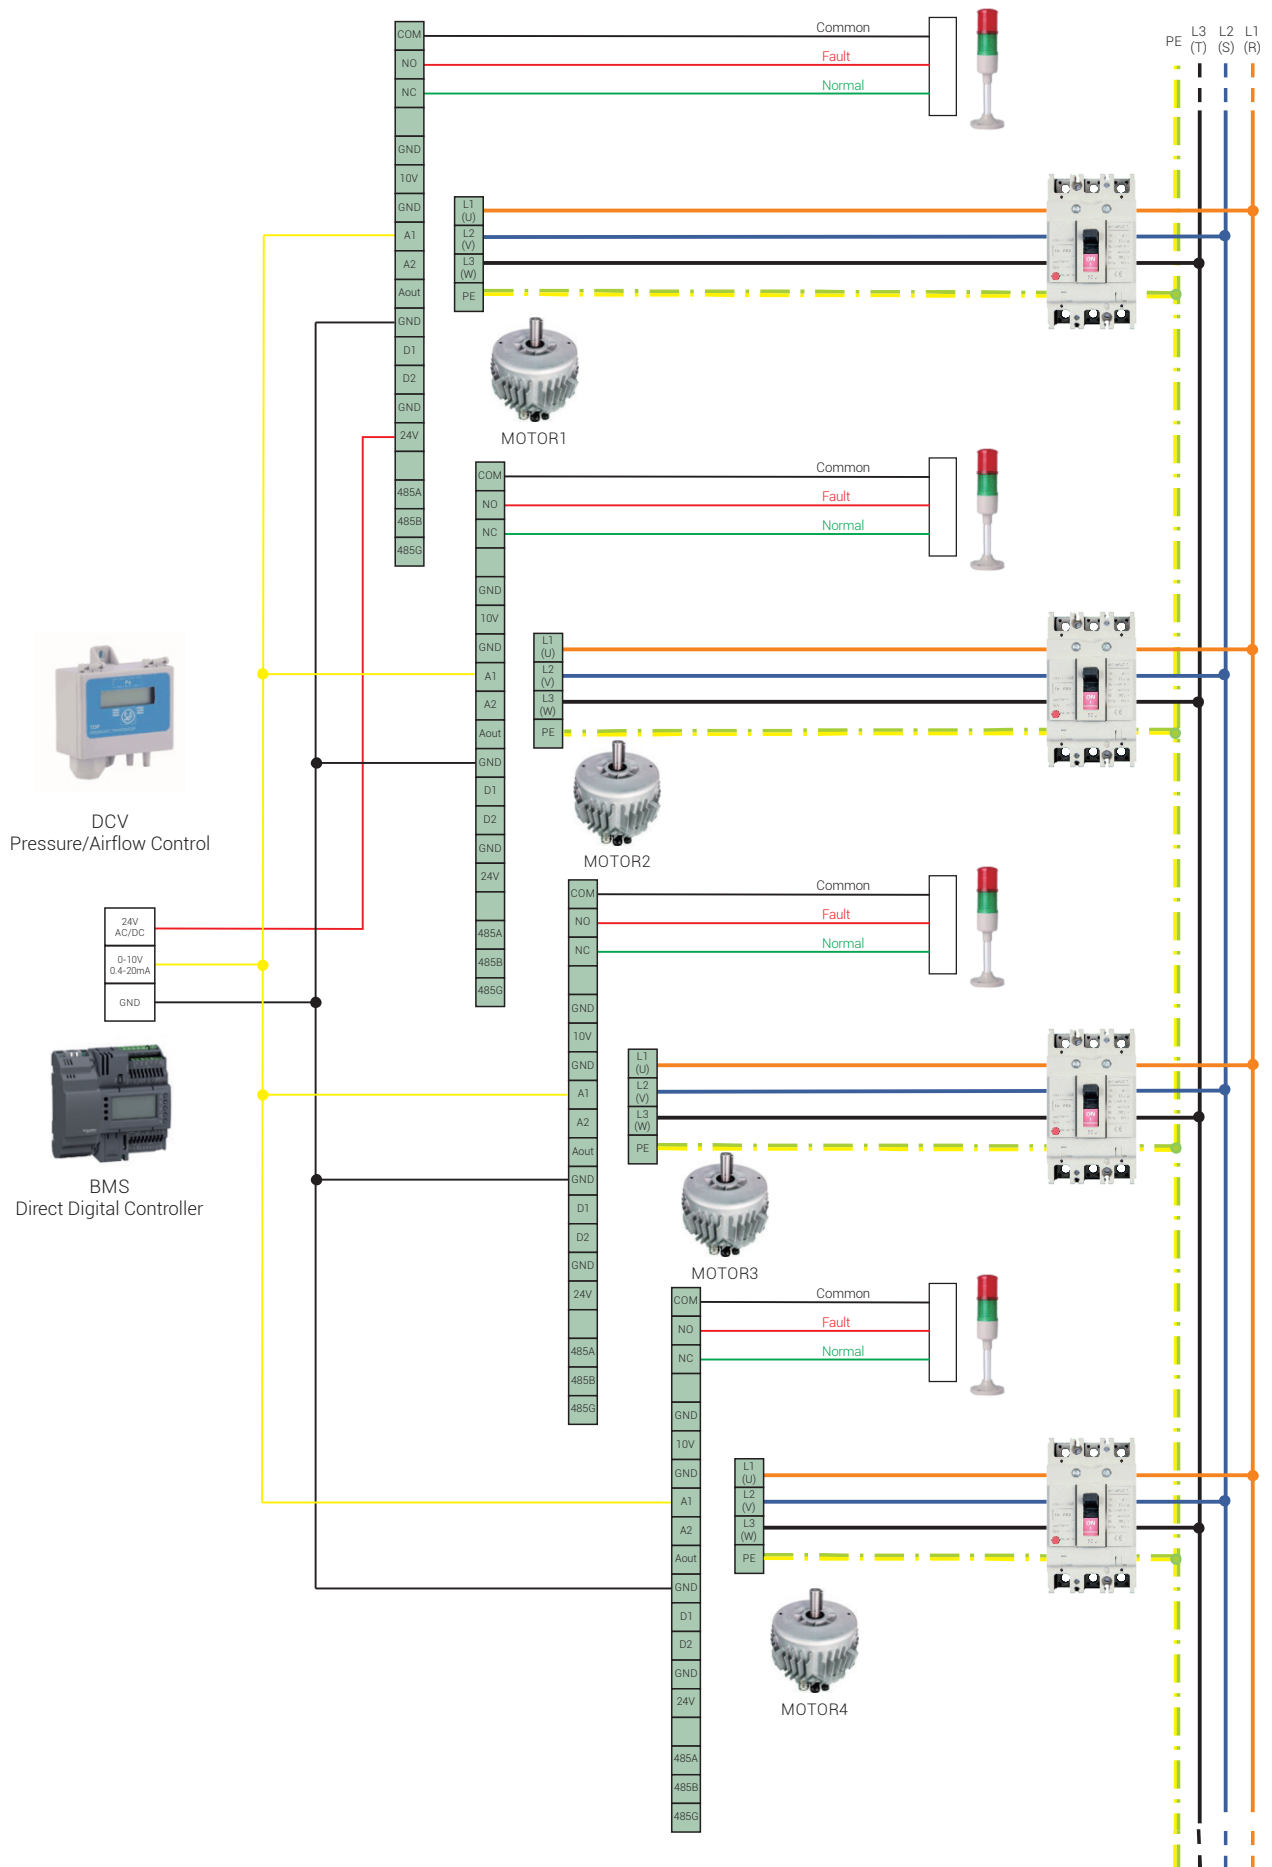 PE
L3
(T)
L2
(S)
L1
(R)
COM
NO
NC
GND
10V
GND
A1
A2
Aout
GND
D1
D2
GND
24V
485A
485B
485G
Common
Fault
Normal
L1
(U)
L2
(V)
L3
(W)
PE
MOTOR1
COM
NO
NC
GND
10V
GND
A1
A2
Aout
GND
D1
D2
GND
24V
485A
485B
485G
Common
Fault
Normal
L1
(U)
L2
(V)
L3
(W)
PE
MOTOR2
DCV
Pressure/Airflow Control
24V
AC/DC
0-10V
0.4-20mA
GND
BMS
Direct Digital Controller
COM
NO
NC
GND
10V
GND
A1
A2
Aout
GND
D1
D2
GND
24V
485A
485B
485G
Common
Fault
Normal
L1
(U)
L2
(V)
L3
(W)
PE
MOTOR3
COM
NO
NC
GND
10V
GND
A1
A2
Aout
GND
D1
D2
GND
24V
485A
485B
485G
Common
Fault
Normal
L1
(U)
L2
(V)
L3
(W)
PE
MOTOR4
ON
ON
ON
ON